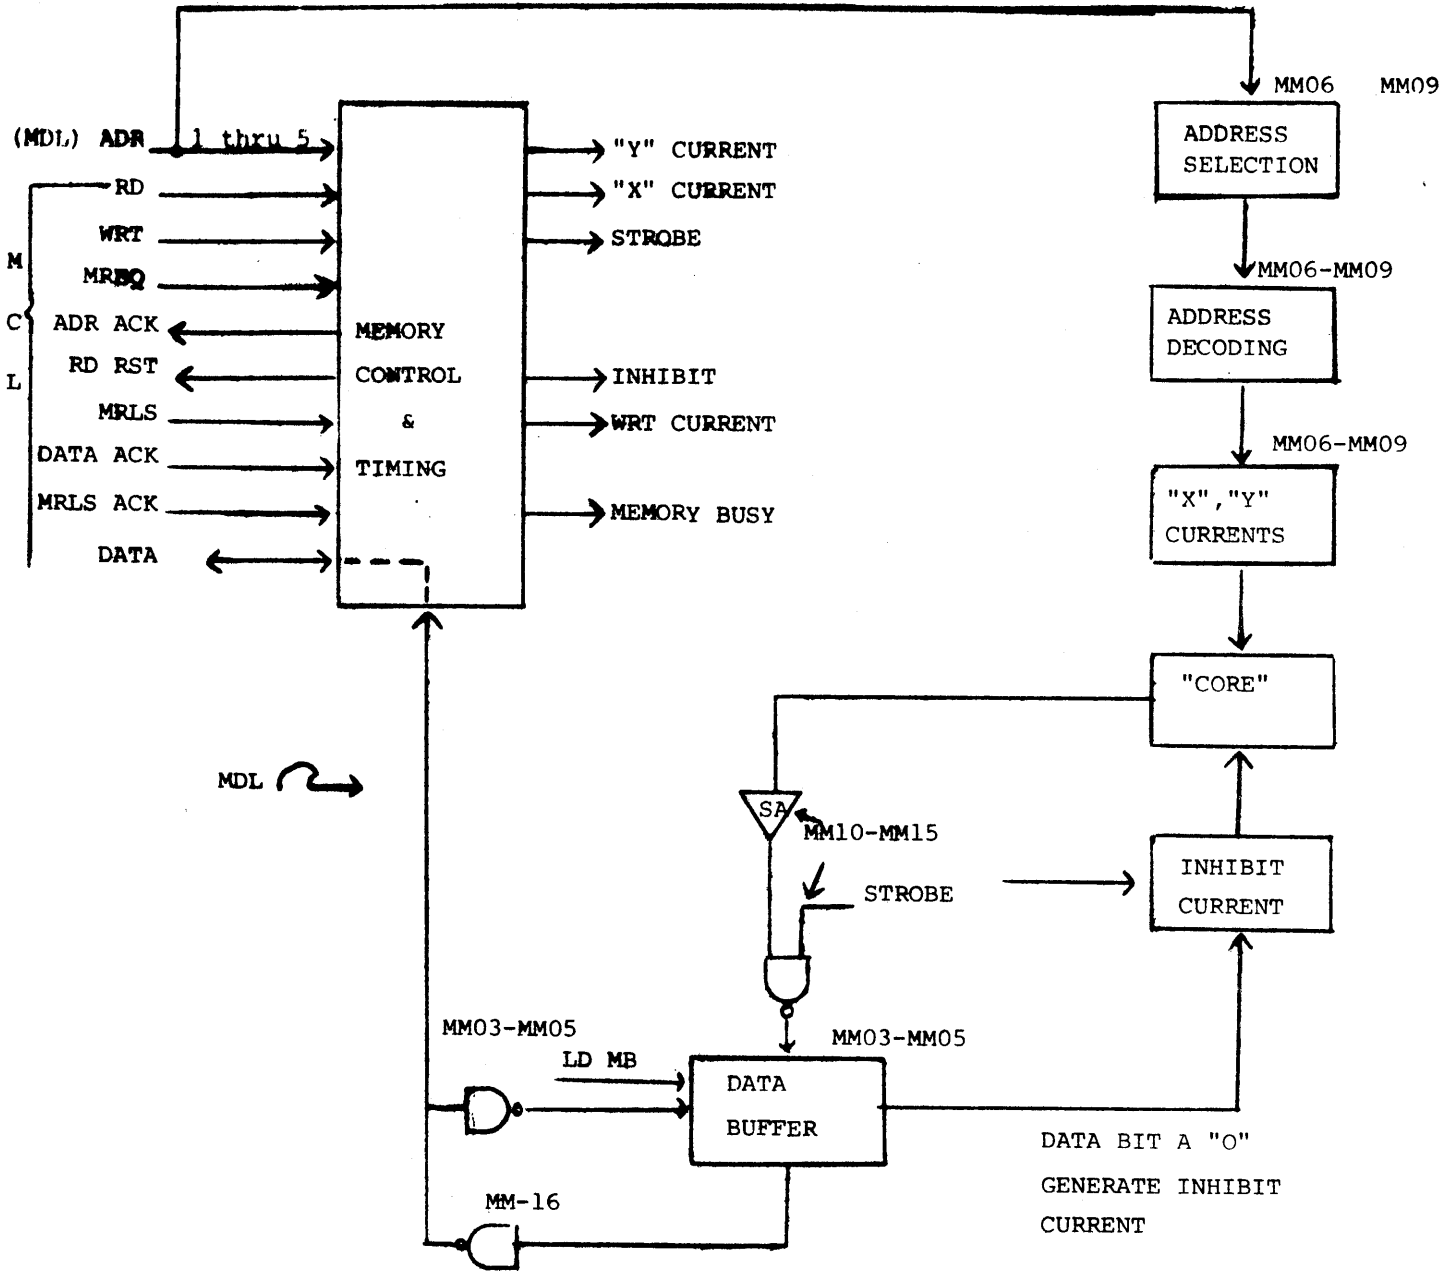 MM06 MM09
(MDL) ADR 1 thru 5
RD
WRT
MREQ
ADR ACK
RD RST
MRLS
DATA ACK
MRLS ACK
DATA
M
C
L
MEMORY
CONTROL
&
TIMING
"Y" CURRENT
"X" CURRENT
STROBE
INHIBIT
WRT CURRENT
MEMORY BUSY
ADDRESS
SELECTION
MM06-MM09
ADDRESS
DECODING
MM06-MM09
"X","Y"
CURRENTS
"CORE"
MDL
SA
MM10-MM15
STROBE
INHIBIT
CURRENT
MM03-MM05
LD MB
MM03-MM05
DATA
BUFFER
DATA BIT A "O"
GENERATE INHIBIT
CURRENT
MM-16